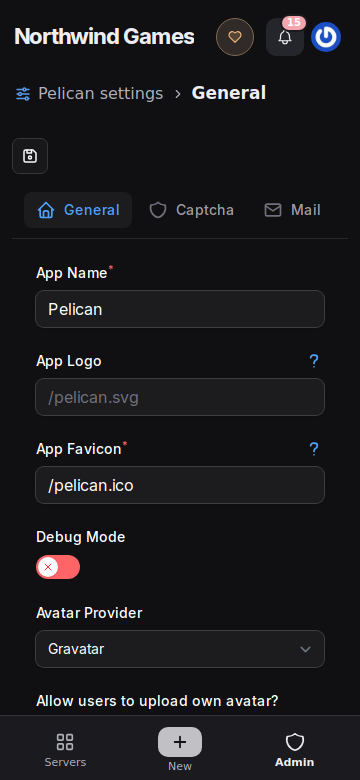 Northwind Games
15
Pelican settings > General
General
Captcha
Mail
App Name*
Pelican
App Logo
?
/pelican.svg
App Favicon*
?
/pelican.ico
Debug Mode
Avatar Provider
Gravatar
Allow users to upload own avatar?
Servers
New
Admin